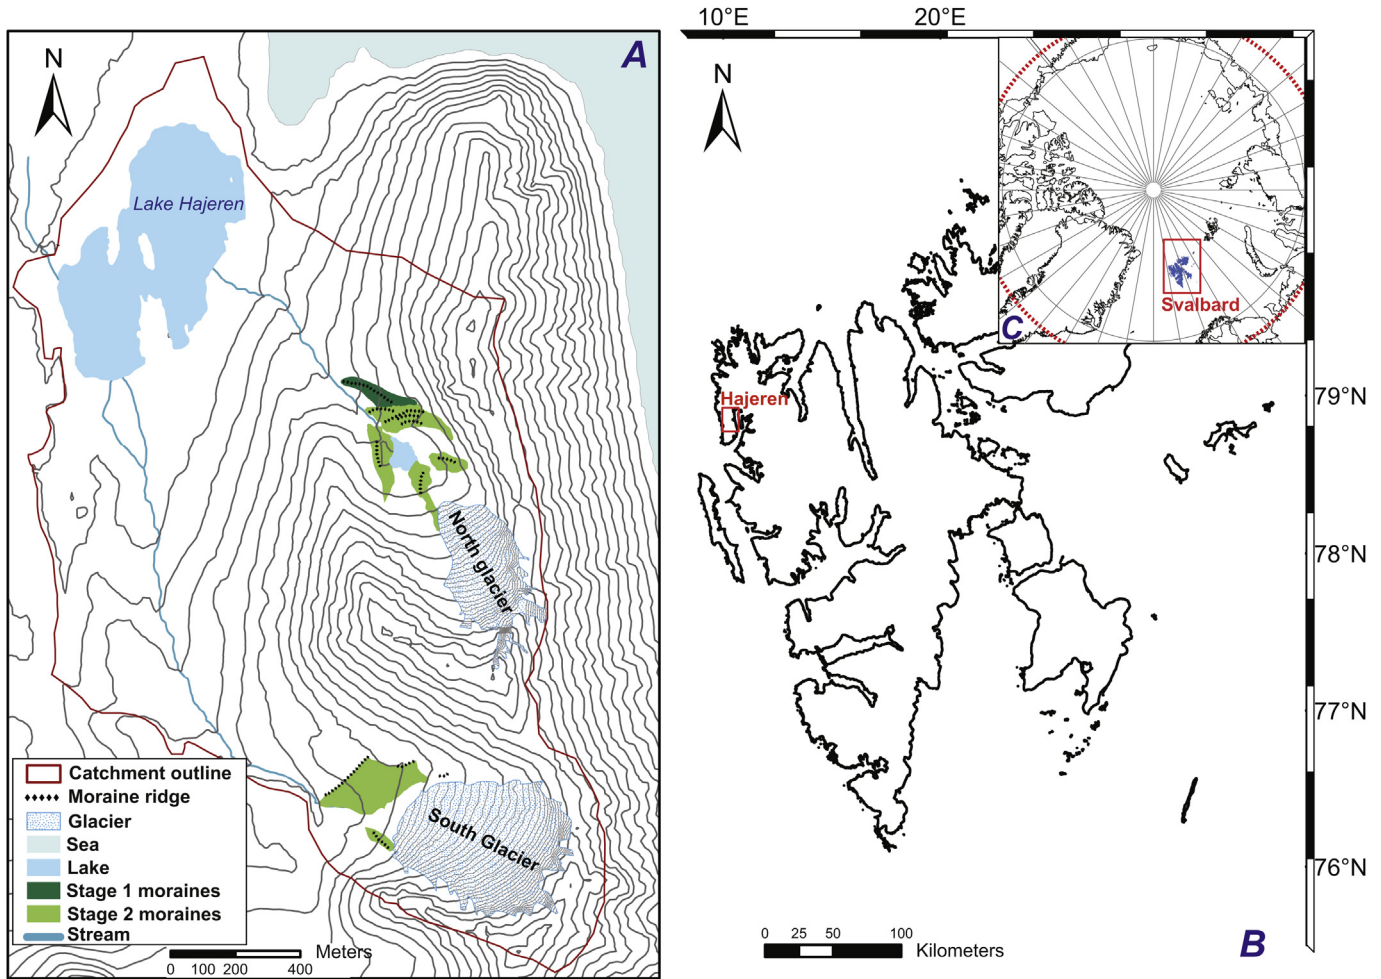 10°E 20°E
N
A
Lake Hajeren
North glacier
South Glacier
Catchment outline
Moraine ridge
Glacier
Sea
Lake
Stage 1 moraines
Stage 2 moraines
Stream
0 100 200 400 Meters
N
Hajeren
Svalbard
C
79°N
78°N
77°N
76°N
0 25 50 100 Kilometers
B